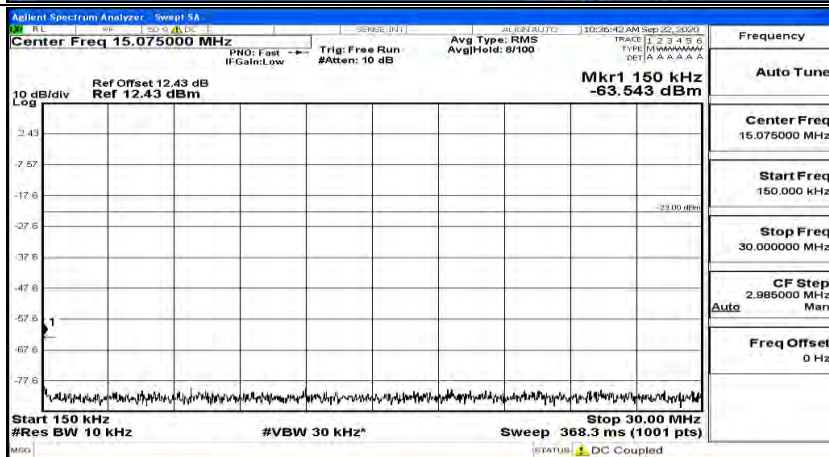 Agilent Spectrum Analyzer - Swept SA
RL RF 50 Ω DC SENSE:INT ALIGN AUTO 10:36:42 AM Sep 22, 2020
Center Freq 15.075000 MHz
PNO: Fast
IFGain:Low
Trig: Free Run
#Atten: 10 dB
Avg Type: RMS
Avg|Hold: 8/100
TRACE 1 2 3 4 5 6
TYPE M
DET A A A A A A
Ref Offset 12.43 dB
Ref 12.43 dBm
10 dB/div
Log
Mkr1 150 kHz
-63.543 dBm
2.43
-7.57
-17.6
-23.00 dBm
-27.6
-37.6
-47.6
-57.6
1
-67.6
-77.6
Start 150 kHz
Stop 30.00 MHz
#Res BW 10 kHz
#VBW 30 kHz*
Sweep 368.3 ms (1001 pts)
MSG
STATUS
DC Coupled
Frequency
Auto Tune
Center Freq
15.075000 MHz
Start Freq
150.000 kHz
Stop Freq
30.000000 MHz
CF Step
2.985000 MHz
Auto Man
Freq Offset
0 Hz